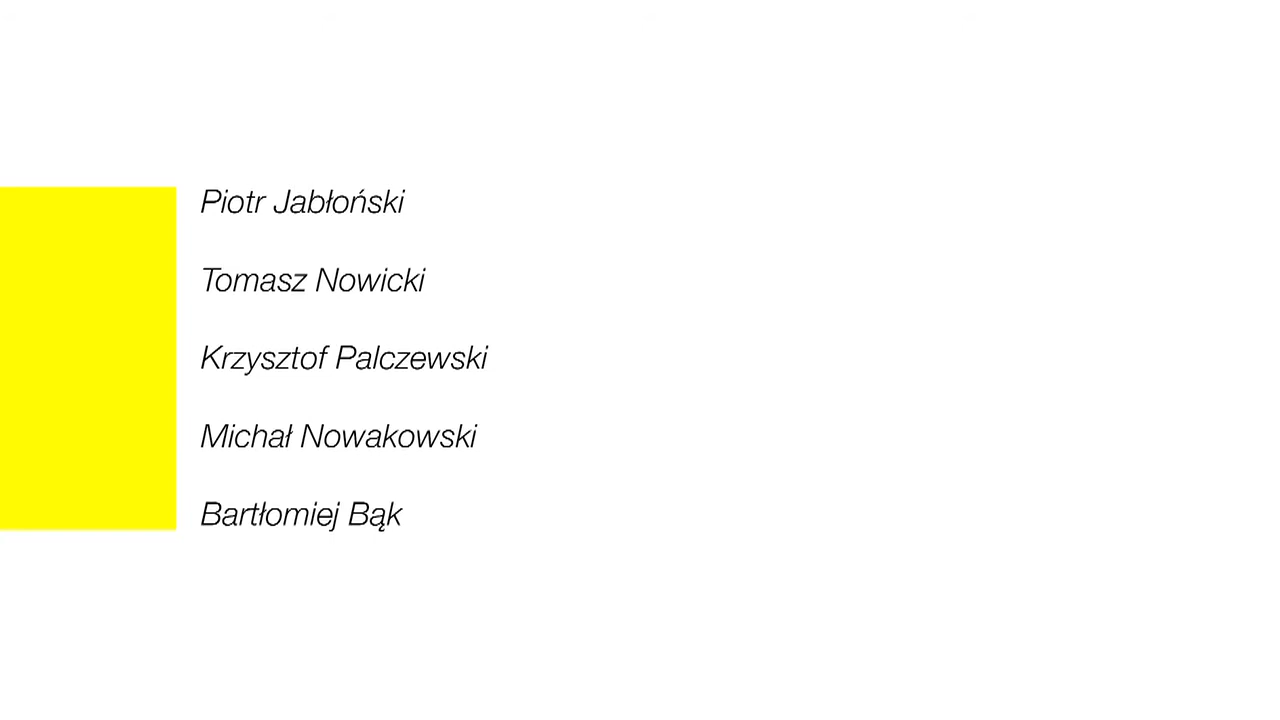 Piotr Jabłoński
Tomasz Nowicki
Krzysztof Palczewski
Michał Nowakowski
Bartłomiej Bąk